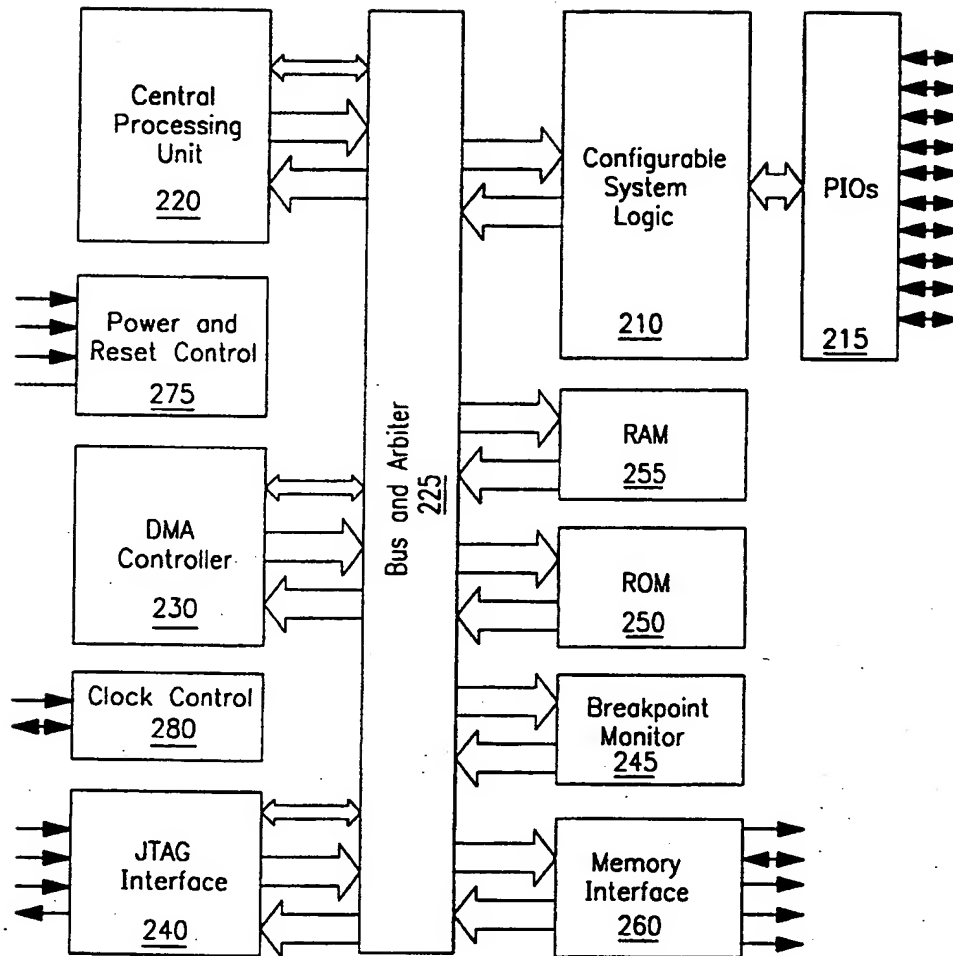 Central
Processing
Unit
220
Power and
Reset Control
275
DMA
Controller
230
Clock Control
280
JTAG
Interface
240
Bus and Arbiter
225
Configurable
System
Logic
210
PIOs
215
RAM
255
ROM
250
Breakpoint
Monitor
245
Memory
Interface
260